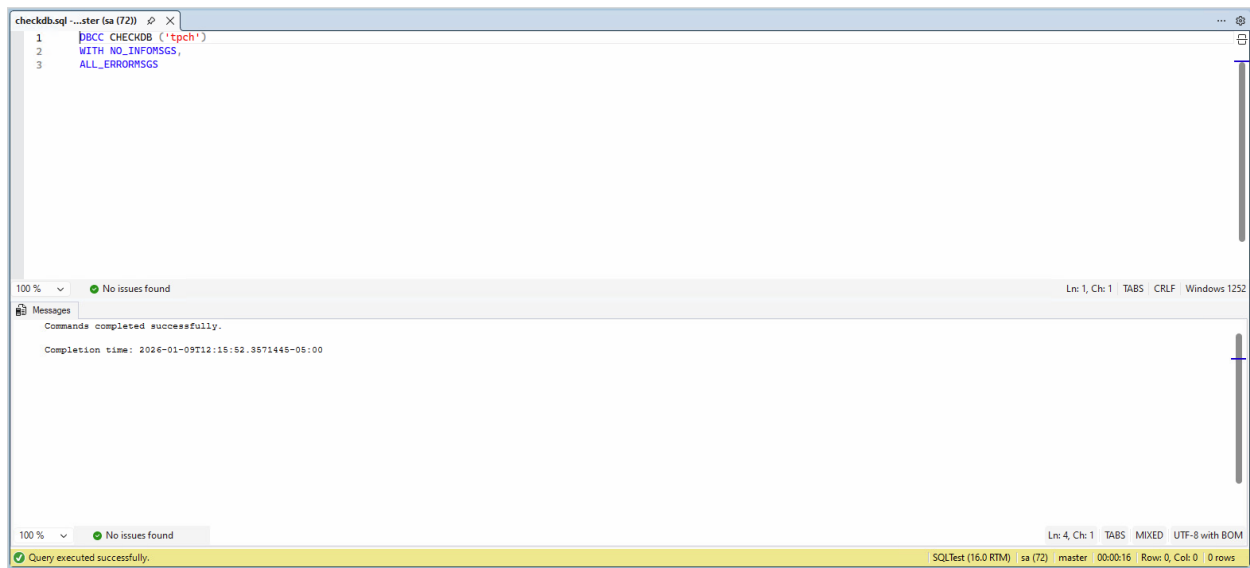 checkdb.sql -...ster (sa (72))
1 DBCC CHECKDB ('tpch')
2 WITH NO_INFOMSGS,
3 ALL_ERRORMSGS
100 % No issues found Ln: 1, Ch: 1 TABS CRLF Windows 1252
Messages
Commands completed successfully.
Completion time: 2026-01-09T12:15:52.3571445-05:00
100 % No issues found Ln: 4, Ch: 1 TABS MIXED UTF-8 with BOM
Query executed successfully. SQLTest (16.0 RTM) sa (72) master 00:00:16 Row: 0, Col: 0 0 rows